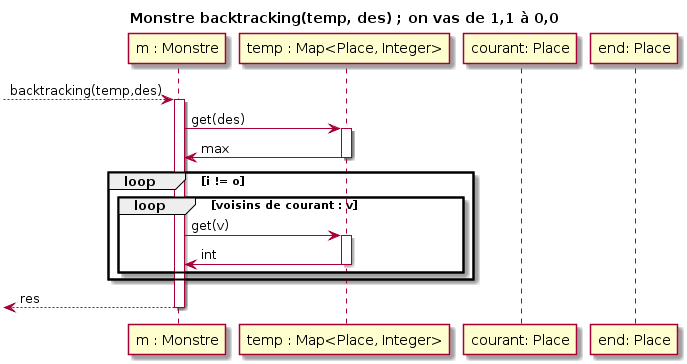 Monstre backtracking(temp, des) ; on vas de 1,1 à 0,0
m : Monstre
temp : Map<Place, Integer>
courant: Place
end: Place
backtracking(temp,des)
get(des)
max
loop [i != o]
loop [voisins de courant : v]
get(v)
int
res
m : Monstre
temp : Map<Place, Integer>
courant: Place
end: Place